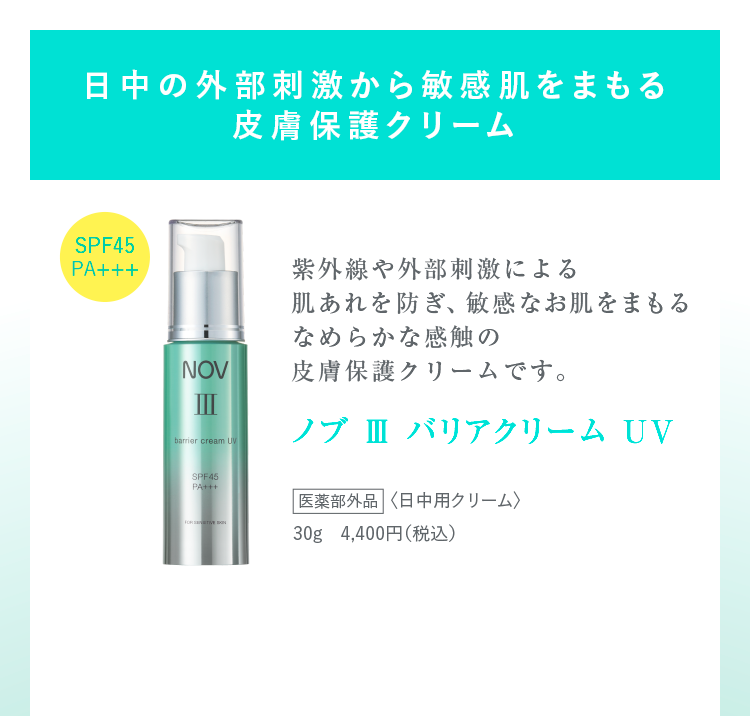 日中の外部刺激から敏感肌をまもる
皮膚保護クリーム
SPF45
PA+++
紫外線や外部刺激による
肌あれを防ぎ、敏感なお肌をまもる
なめらかな感触の
皮膚保護クリームです。
ノブ Ⅲ バリアクリーム UV
医薬部外品 〈日中用クリーム〉
30g 4,400円(税込)
NOV
III
barrier cream UV
SPF45
PA+++
FOR SENSITIVE SKIN